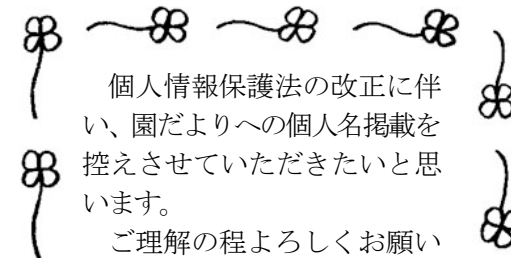 個人情報保護法の改正に伴
い、園だよりへの個人名掲載を
控えさせていただきたいと思
います。
ご理解の程よろしくお願い